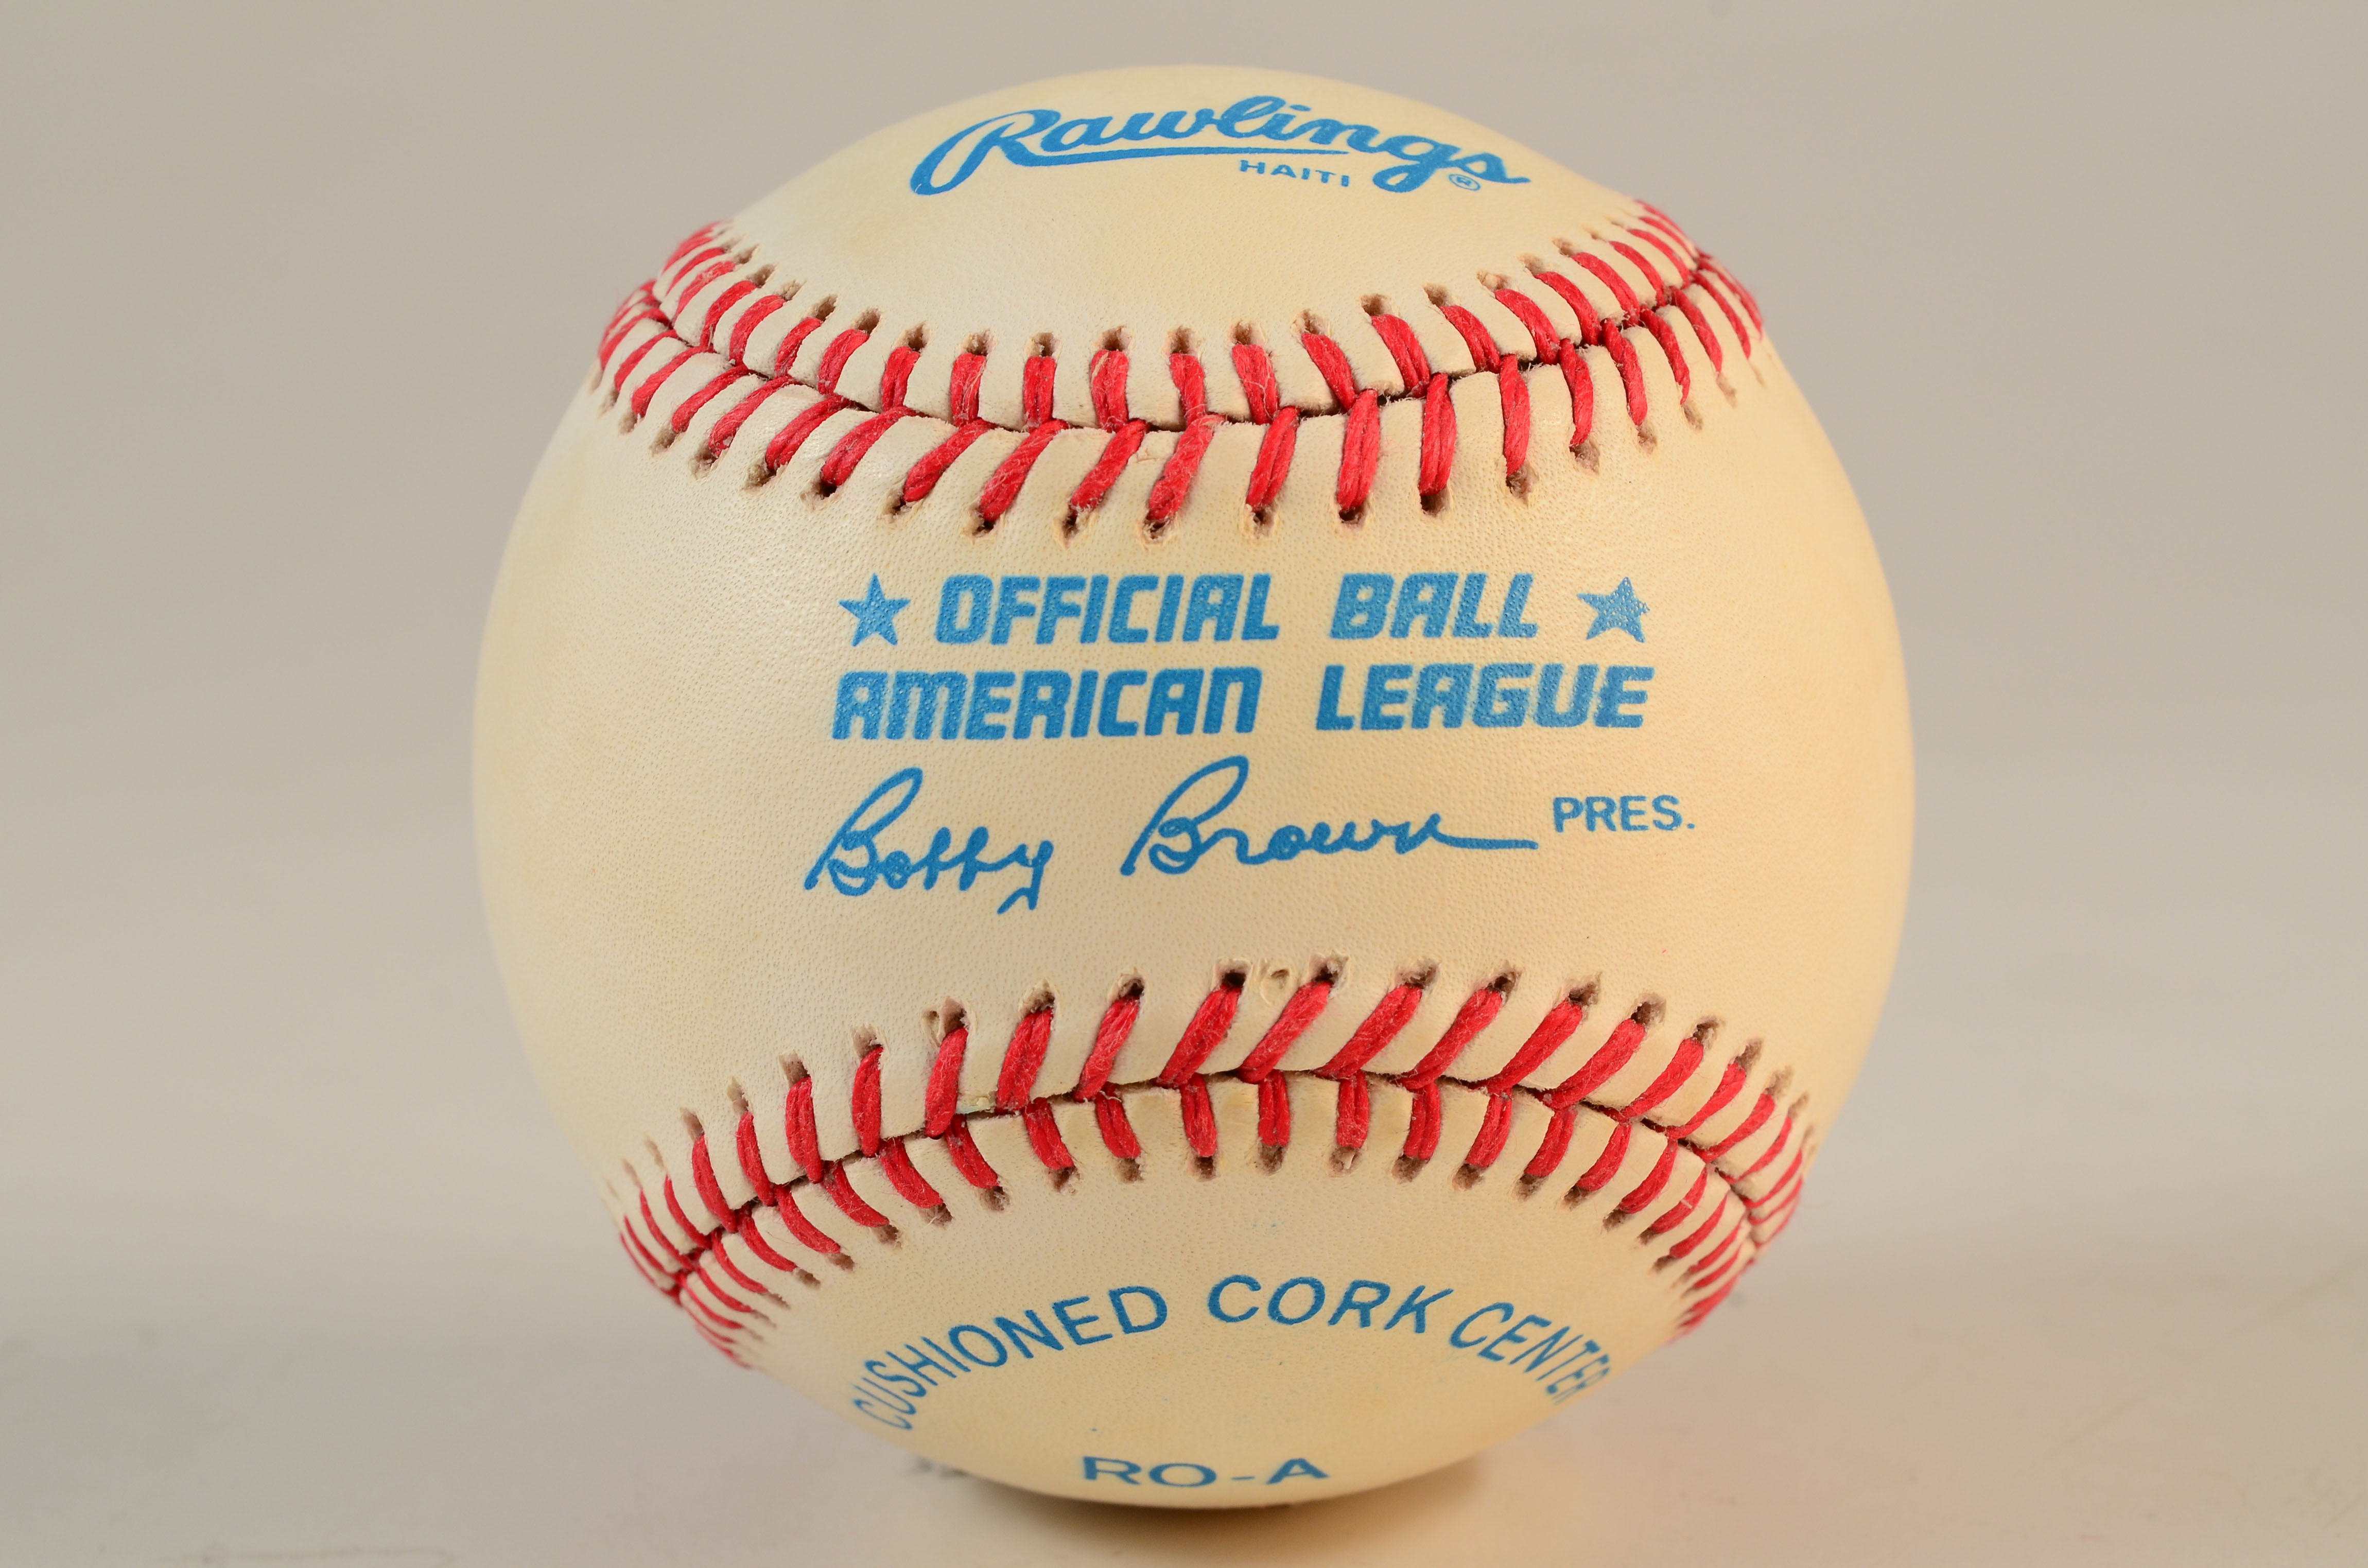 Rawlings®
HAITI
★ OFFICIAL BALL ★
AMERICAN LEAGUE
Bobby Brown PRES.
CUSHIONED CORK CENTER
RO-A